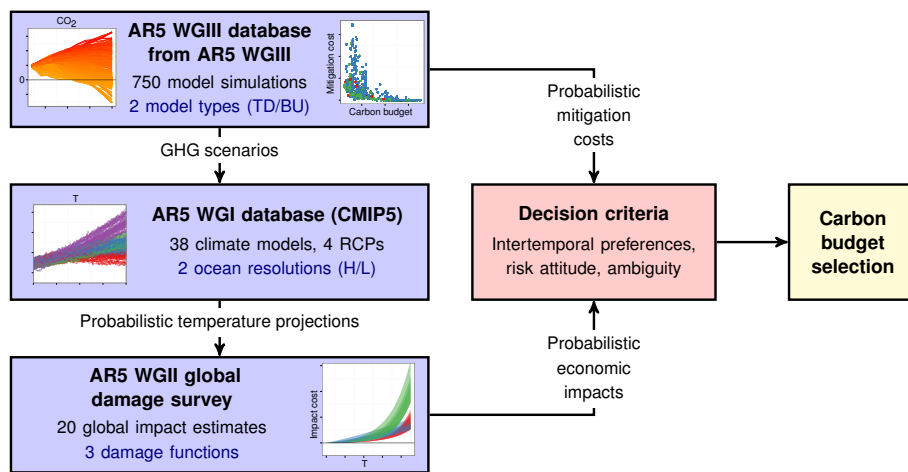 CO2
0
AR5 WGIII database
from AR5 WGIII
750 model simulations
2 model types (TD/BU)
Mitigation cost
Carbon budget
GHG scenarios
Probabilistic
mitigation
costs
T
AR5 WGI database (CMIP5)
38 climate models, 4 RCPs
2 ocean resolutions (H/L)
Decision criteria
Intertemporal preferences,
risk attitude, ambiguity
Carbon
budget
selection
Probabilistic temperature projections
Probabilistic
economic
impacts
AR5 WGII global
damage survey
20 global impact estimates
3 damage functions
Impact cost
T